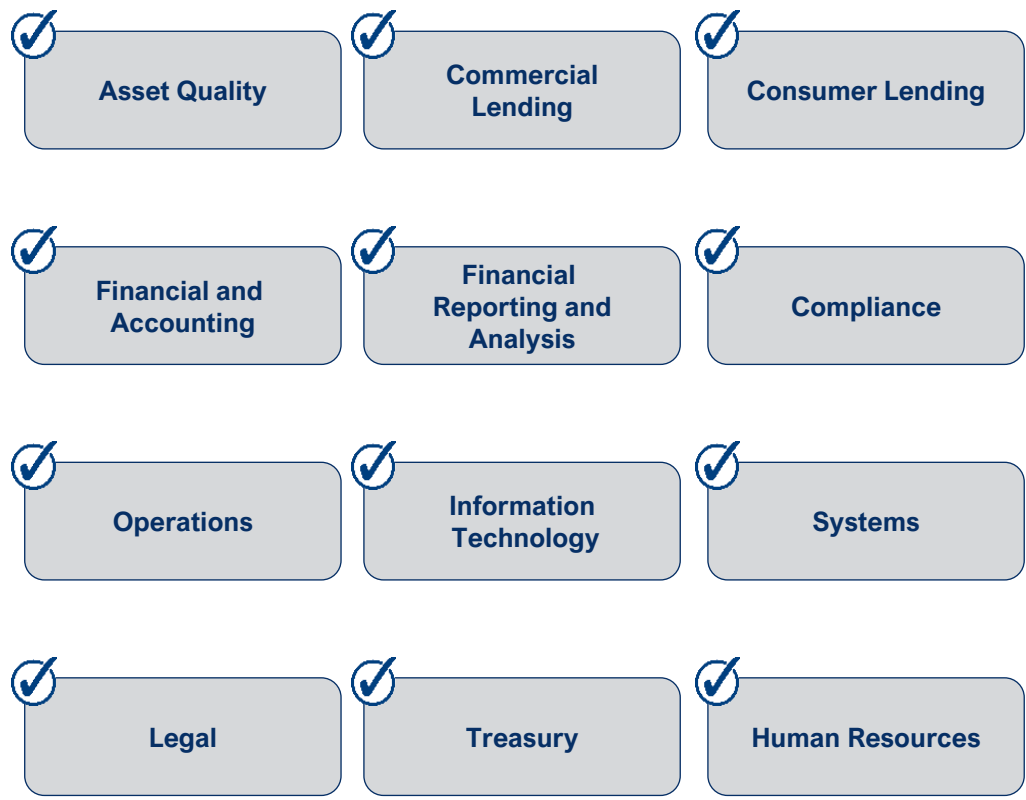 Asset Quality
Commercial
Lending
Consumer Lending
Financial and
Accounting
Financial
Reporting and
Analysis
Compliance
Operations
Information
Technology
Systems
Legal
Treasury
Human Resources